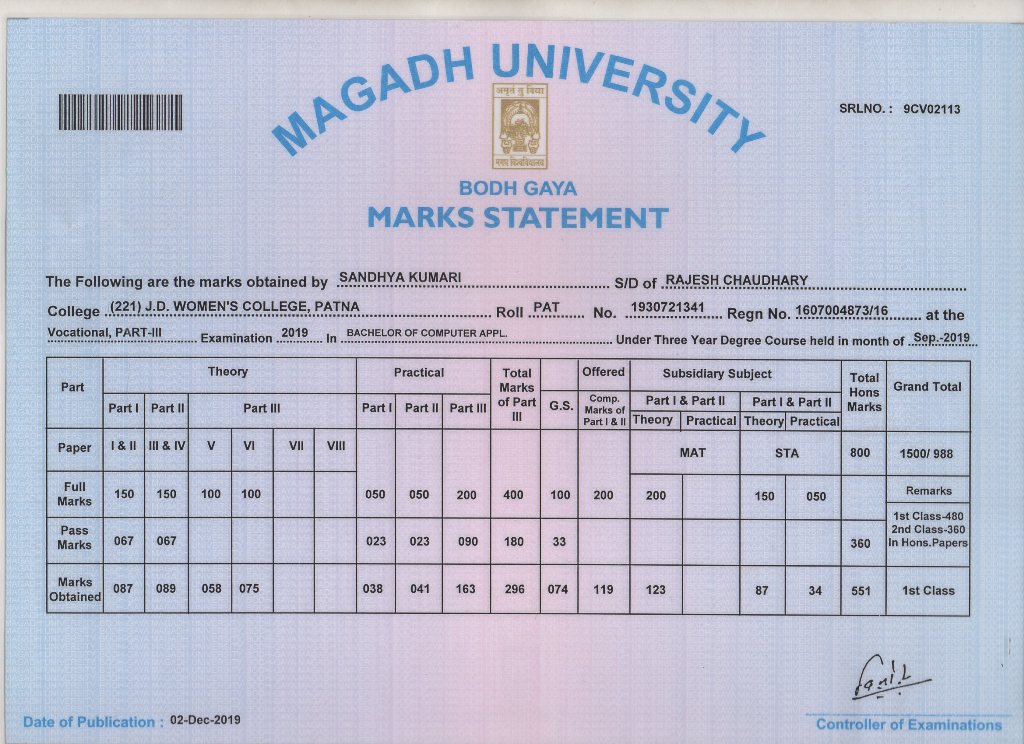 MAGADH UNIVERSITY
SRLNO. : 9CV02113
अमृतं तु विद्या
मगध विश्वविद्यालय
BODH GAYA
MARKS STATEMENT
The Following are the marks obtained by SANDHYA KUMARI S/D of RAJESH CHAUDHARY
College (221) J.D. WOMEN'S COLLEGE, PATNA Roll PAT No. 1930721341 Regn No. 1607004873/16 at the
Vocational, PART-III Examination 2019 In BACHELOR OF COMPUTER APPL. Under Three Year Degree Course held in month of Sep.-2019
Part Theory Practical Total Marks of Part III G.S. Offered Subsidiary Subject Total Hons Marks Grand Total
Part I Part II Part III Part I Part II Part III Comp. Marks of Part I & II Part I & Part II Part I & Part II
Theory Practical Theory Practical
Paper I & II III & IV V VI VII VIII MAT STA 800 1500/ 988
Full Marks 150 150 100 100 050 050 200 400 100 200 200 150 050 Remarks
Pass Marks 067 067 023 023 090 180 33 360 1st Class-480 2nd Class-360 In Hons.Papers
Marks Obtained 087 089 058 075 038 041 163 296 074 119 123 87 34 551 1st Class
Date of Publication : 02-Dec-2019
Controller of Examinations